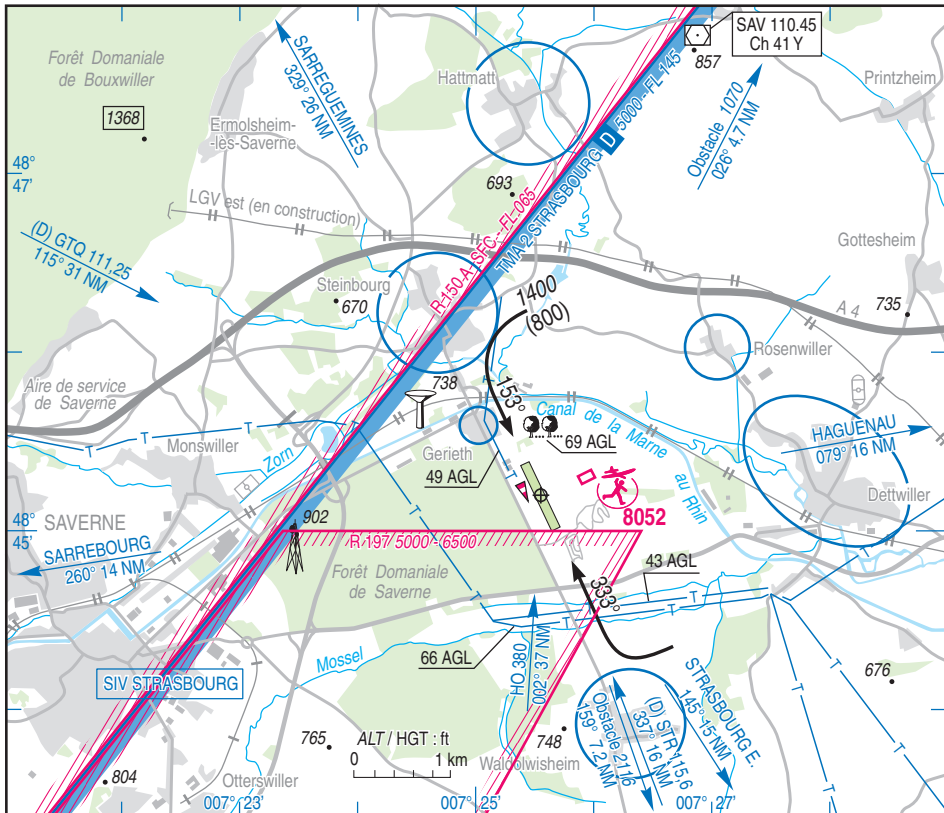 SAV 110.45
Ch 41 Y
857
Forêt Domaniale
de Bouxwiller
1368
SARREGUEMINES
329° 26 NM
Hattmatt
Obstacle 1070
026° 4.7 NM
Printzheim
Ermolsheim-
-lès-Saverne
48°
47'
693
LGV est (en construction)
R 150 A - SFC - FL 065
TMA 2 STRASBOURG D 5000 - FL 145
(D) GTQ 111,25
115° 31 NM
Gottesheim
Steinbourg
670
1400
(800)
735
A 4
Rosenwiller
Aire de service
de Saverne
738
153°
Canal de la Marne
au Rhin
69 AGL
T
T
Monswiller
Zorn
Gerieth
49 AGL
T
T
HAGUENAU
079° 16 NM
Dettwiller
8052
SAVERNE
48°
45'
902
R 197 5000 - 6500
SARREBOURG
260° 14 NM
Forêt Domaniale
de Saverne
T
333°
43 AGL
T
T
T
Mossel
66 AGL
HO 380
002° 37 NM
SIV STRASBOURG
STRASBOURG E.
145° 15 NM
676
(D) STR 115,6
337° 16 NM
Obstacle 2116
159° 7.2 NM
T
T
T
T
765
ALT / HGT : ft
0 1 km
748
Waldolwisheim
804
Otterswiller
007° 23'
007° 25'
007° 27'